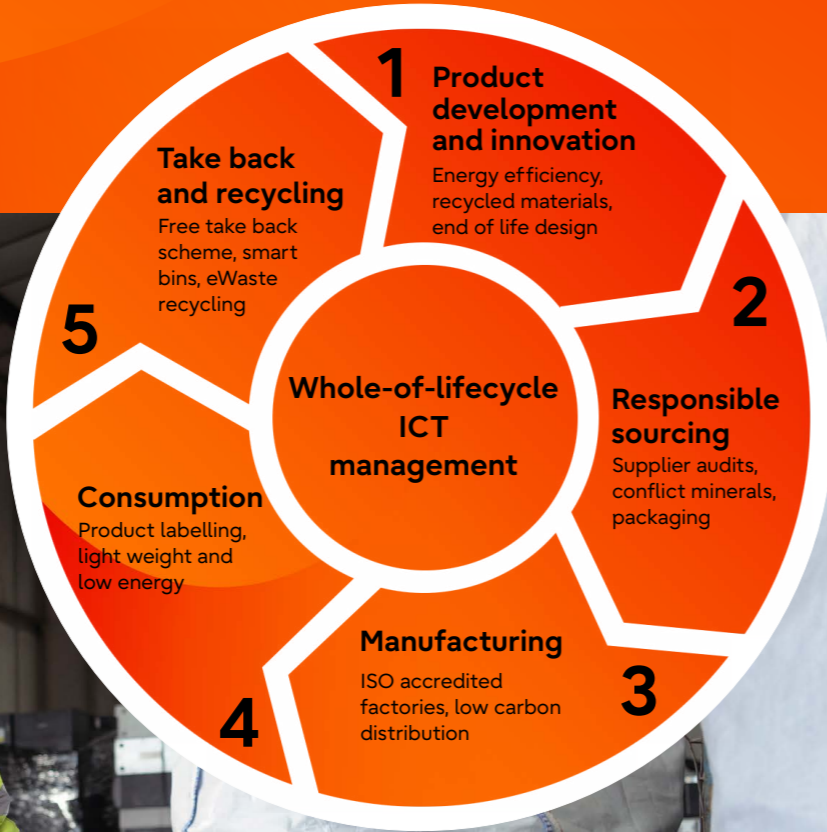 1
Product
development
and innovation
Energy efficiency,
recycled materials,
end of life design
2
Responsible
sourcing
Supplier audits,
conflict minerals,
packaging
3
Manufacturing
ISO accredited
factories, low carbon
distribution
4
Consumption
Product labelling,
light weight and
low energy
5
Take back
and recycling
Free take back
scheme, smart
bins, eWaste
recycling
Whole-of-lifecycle
ICT
management